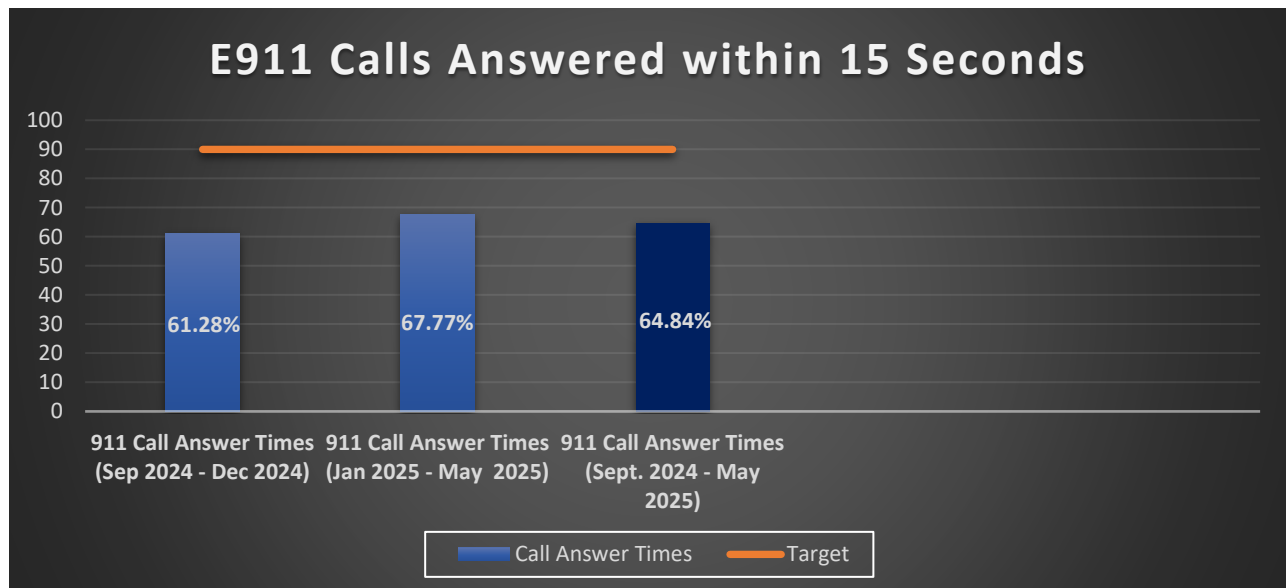 E911 Calls Answered within 15 Seconds
100
90
80
70
60
50
40
30
20
10
0
61.28%
67.77%
64.84%
911 Call Answer Times
(Sep 2024 - Dec 2024)
911 Call Answer Times
(Jan 2025 - May  2025)
911 Call Answer Times
(Sept. 2024 - May
2025)
Call Answer Times
Target